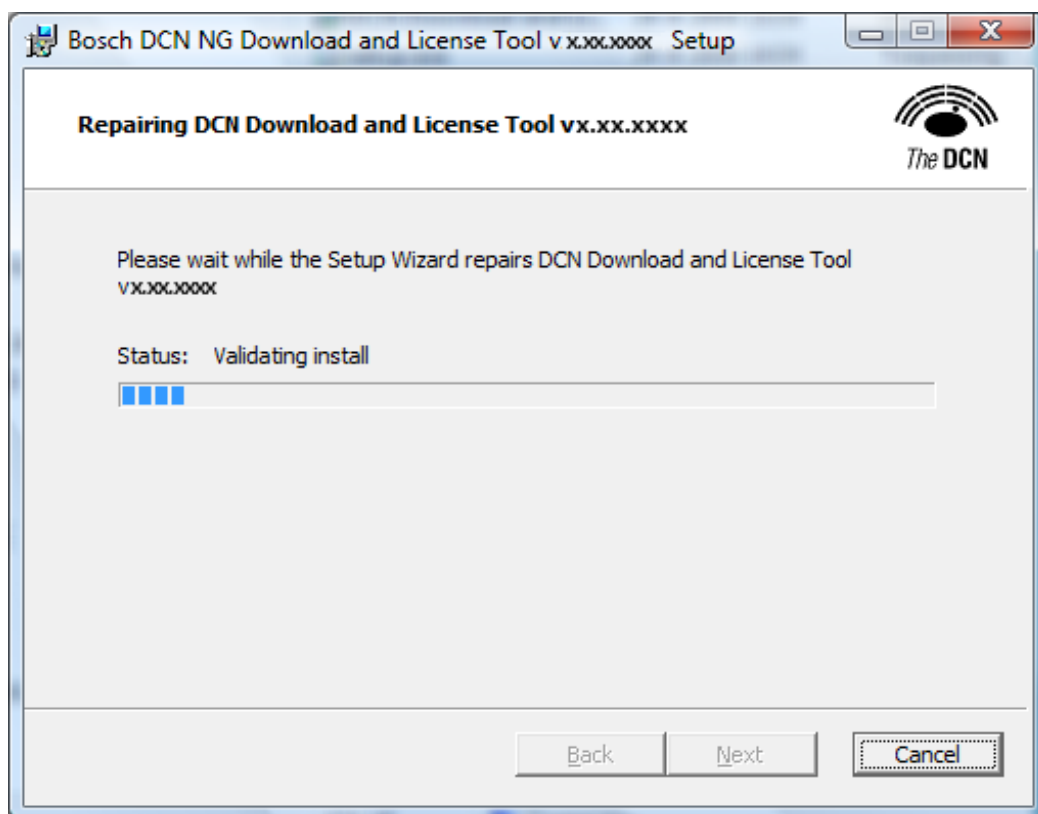 Bosch DCN NG Download and License Tool v x.xx.xxxx Setup
Repairing DCN Download and License Tool vx.xx.xxxx
The DCN
Please wait while the Setup Wizard repairs DCN Download and License Tool
vx.xx.xxxx
Status: Validating install
Back Next Cancel